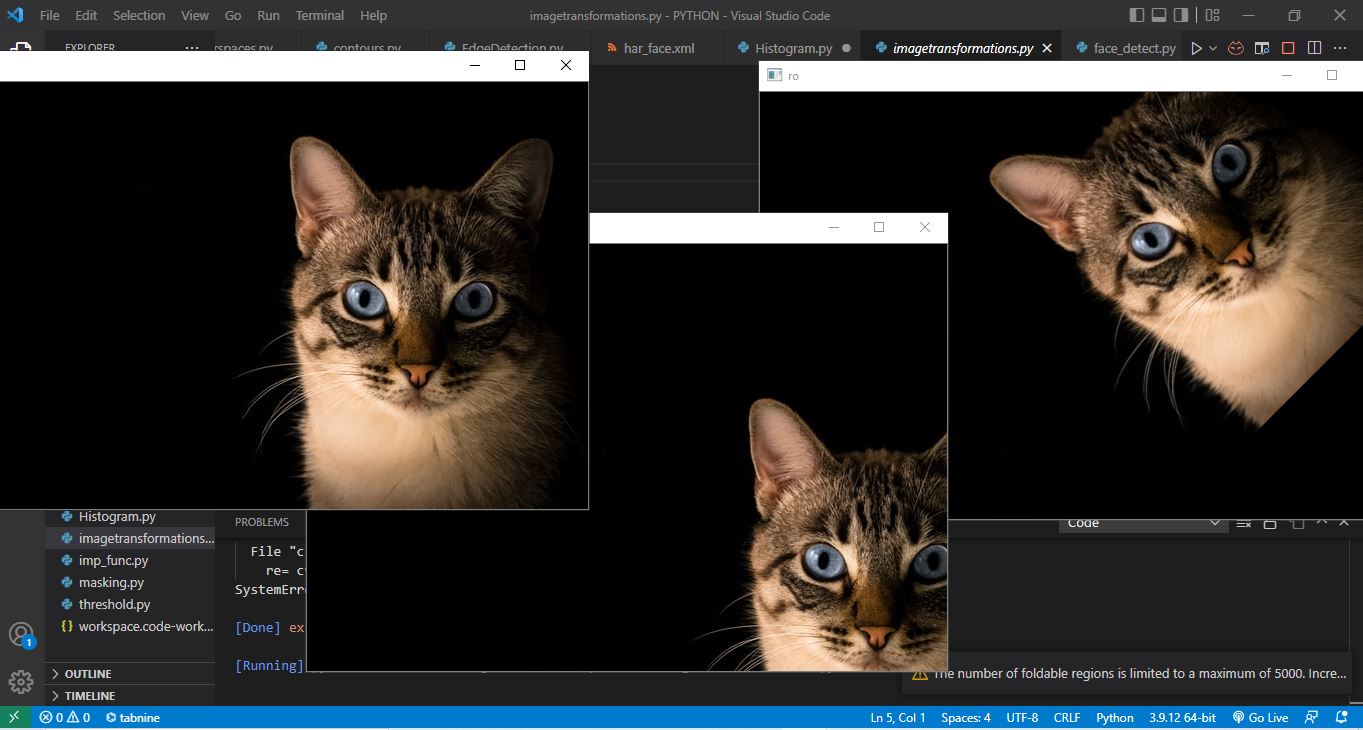 File Edit Selection View Go Run Terminal Help
imagetransformations.py - PYTHON - Visual Studio Code
EXPLORER ...
rspaces.py contours.py EdgeDetection.py har_face.xml Histogram.py imagetransformations.py face_detect.py
ro
Histogram.py
imagetransformations...
imp_func.py
masking.py
threshold.py
{} workspace.code-work...
OUTLINE
TIMELINE
PROBLEMS
Code
File "c
re= c
SystemErr
[Done] ex
[Running]
The number of foldable regions is limited to a maximum of 5000. Incre...
1
0 0 tabnine
Ln 5, Col 1 Spaces: 4 UTF-8 CRLF Python 3.9.12 64-bit Go Live